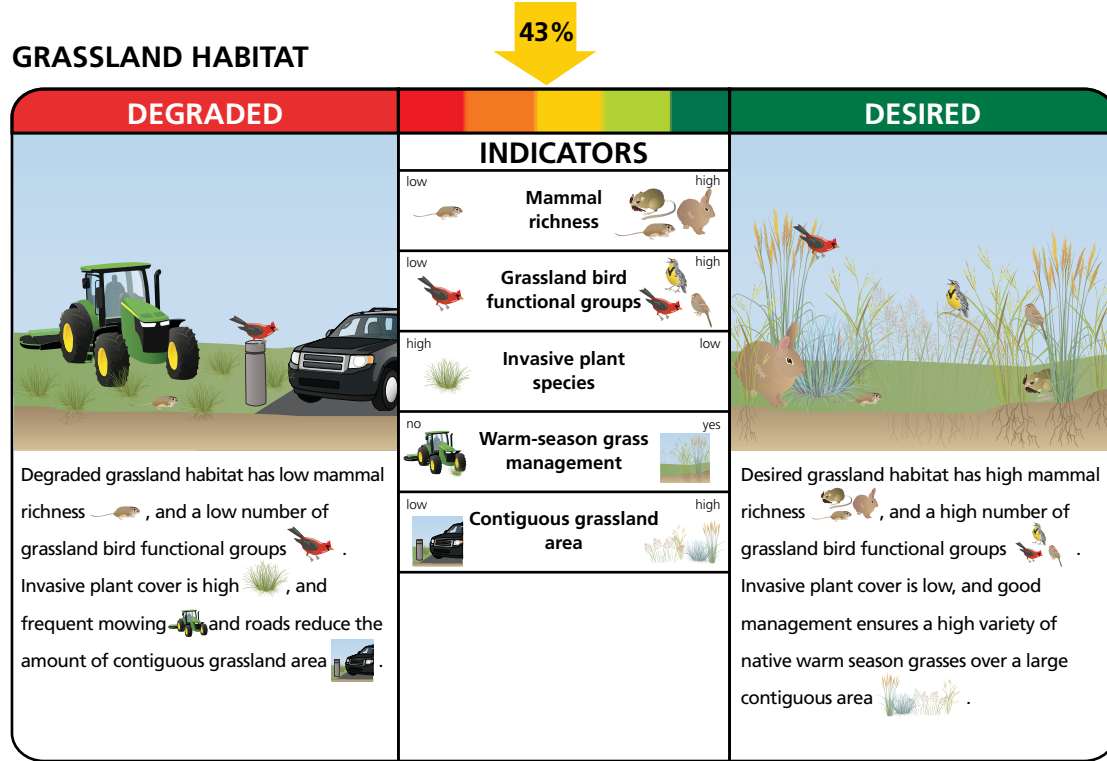 43%
GRASSLAND HABITAT
DEGRADED
DESIRED
INDICATORS
low
high
Mammal
richness
low
high
Grassland bird
functional groups
high
low
Invasive plant
species
no
yes
Warm-season grass
management
low
high
Contiguous grassland
area
Degraded grassland habitat has low mammal
richness , and a low number of
grassland bird functional groups .
Invasive plant cover is high , and
frequent mowing and roads reduce the
amount of contiguous grassland area .
Desired grassland habitat has high mammal
richness , and a high number of
grassland bird functional groups .
Invasive plant cover is low, and good
management ensures a high variety of
native warm season grasses over a large
contiguous area .